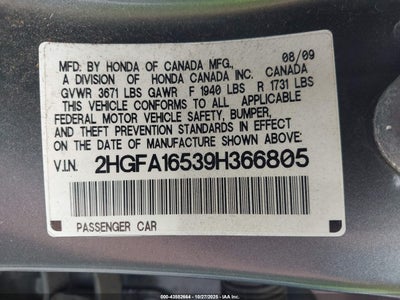 MFD. BY HONDA OF CANADA MFG., 08/09
A DIVISION OF HONDA CANADA INC. CANADA
GVWR 3671 LBS GAWR F 1940 LBS R 1731 LBS
THIS VEHICLE CONFORMS TO ALL APPLICABLE
FEDERAL MOTOR VEHICLE SAFETY, BUMPER,
AND THEFT PREVENTION STANDARDS IN EFFECT
ON THE DATE OF MANUFACTURE SHOWN ABOVE.
V.I.N. 2HGFA16539H366805
PASSENGER CAR
000-43552664 | 10/27/2025 | IAA, Inc.